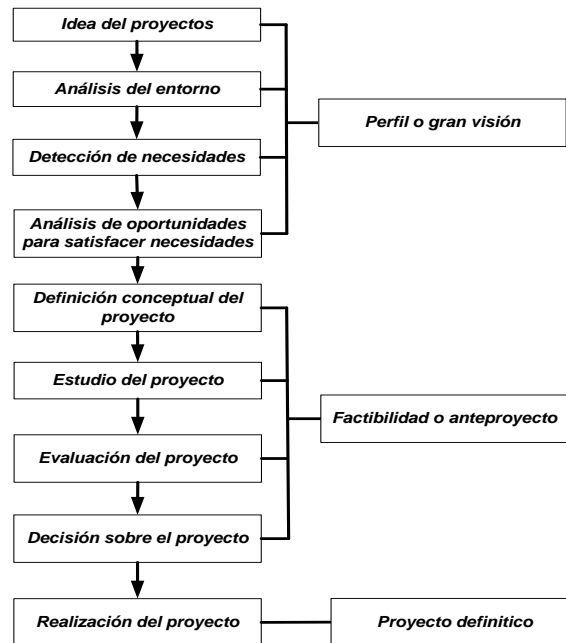 Idea del proyectos
Análisis del entorno
Perfil o gran visión
Detección de necesidades
Análisis de oportunidades
para satisfacer necesidades
Definición conceptual del
proyecto
Estudio del proyecto
Factibilidad o anteproyecto
Evaluación del proyecto
Decisión sobre el proyecto
Realización del proyecto
Proyecto definitico